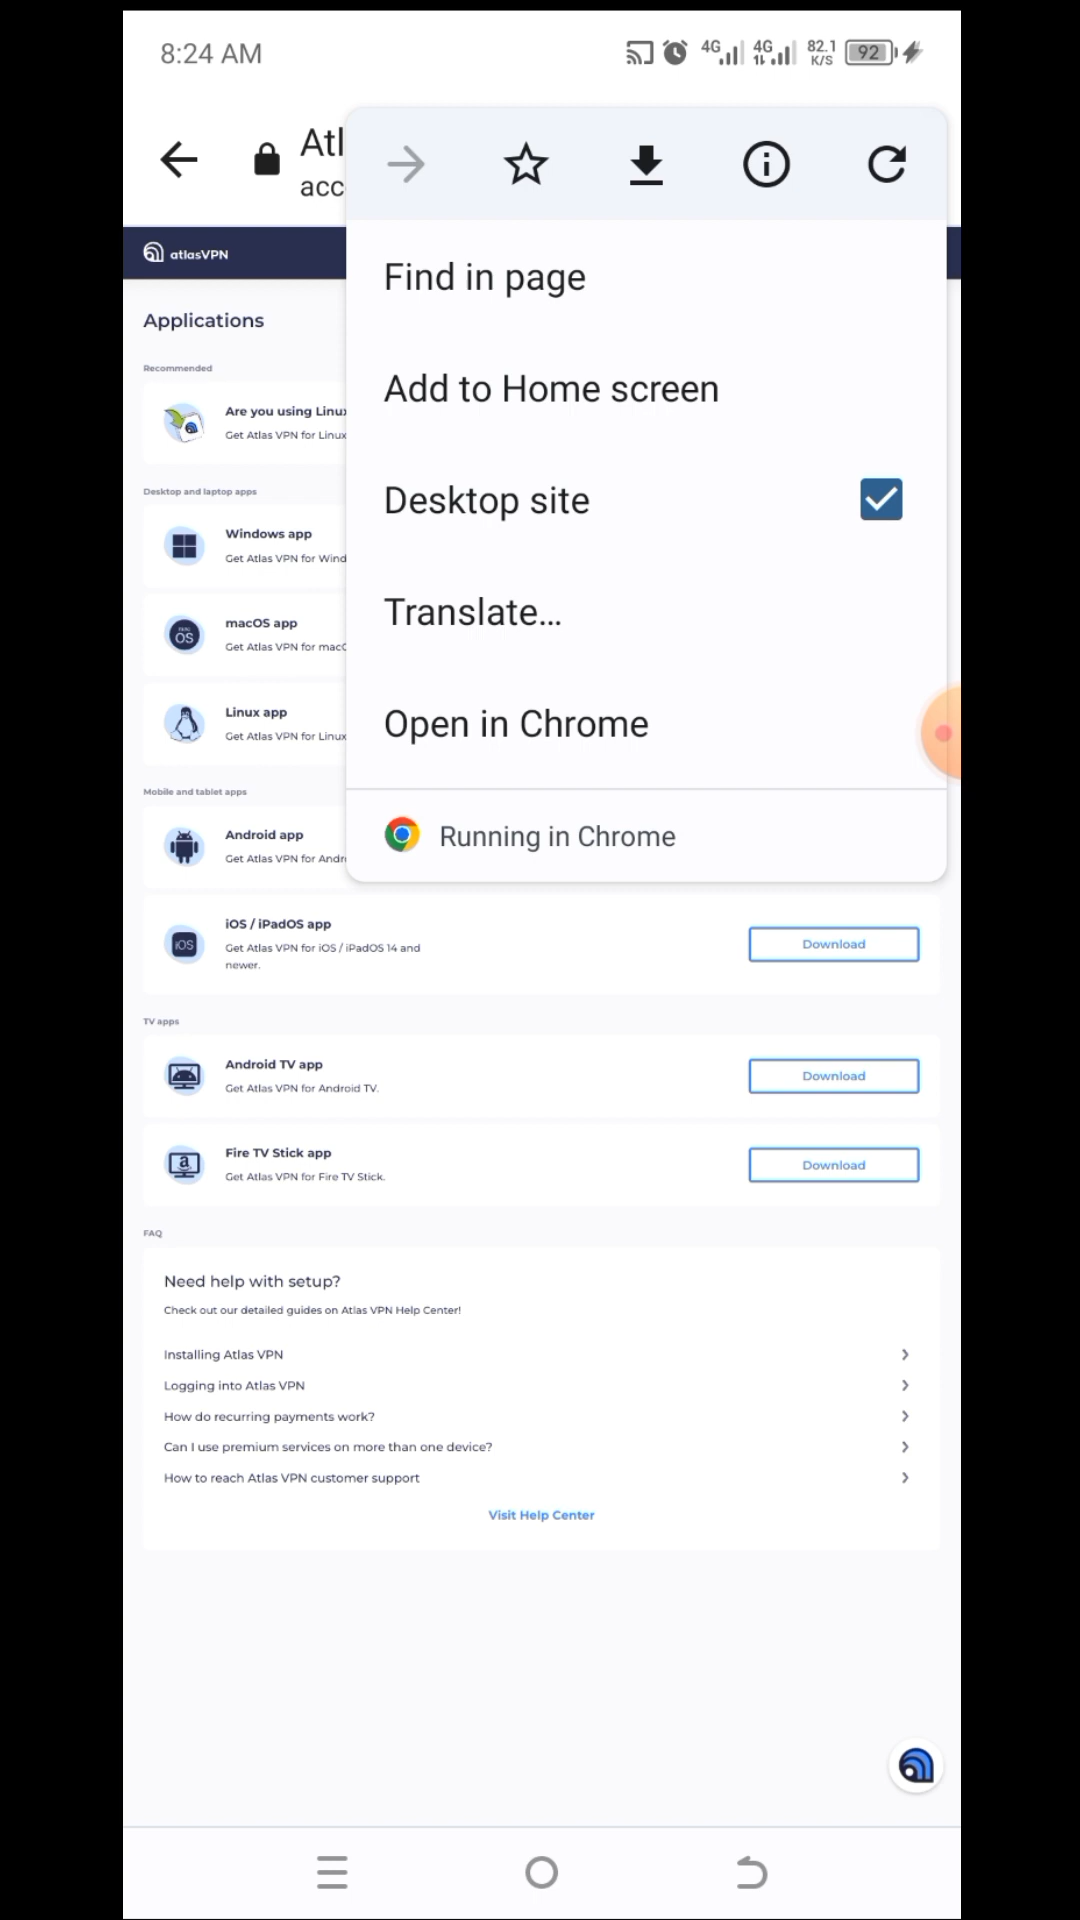 8:24 AM
4G 4G 82.1 K/S 92
Atl
acc
Find in page
Add to Home screen
Desktop site
Translate...
Open in Chrome
Running in Chrome
atlasVPN
Applications
Recommended
Are you using Linux
Get Atlas VPN for Linux
Desktop and laptop apps
Windows app
Get Atlas VPN for Wind
macOS app
Get Atlas VPN for macO
Linux app
Get Atlas VPN for Linux
Mobile and tablet apps
Android app
Get Atlas VPN for Andr
iOS / iPadOS app
Get Atlas VPN for iOS / iPadOS 14 and
newer.
Download
TV apps
Android TV app
Get Atlas VPN for Android TV.
Download
Fire TV Stick app
Get Atlas VPN for Fire TV Stick.
Download
FAQ
Need help with setup?
Check out our detailed guides on Atlas VPN Help Center!
Installing Atlas VPN
Logging into Atlas VPN
How do recurring payments work?
Can I use premium services on more than one device?
How to reach Atlas VPN customer support
Visit Help Center